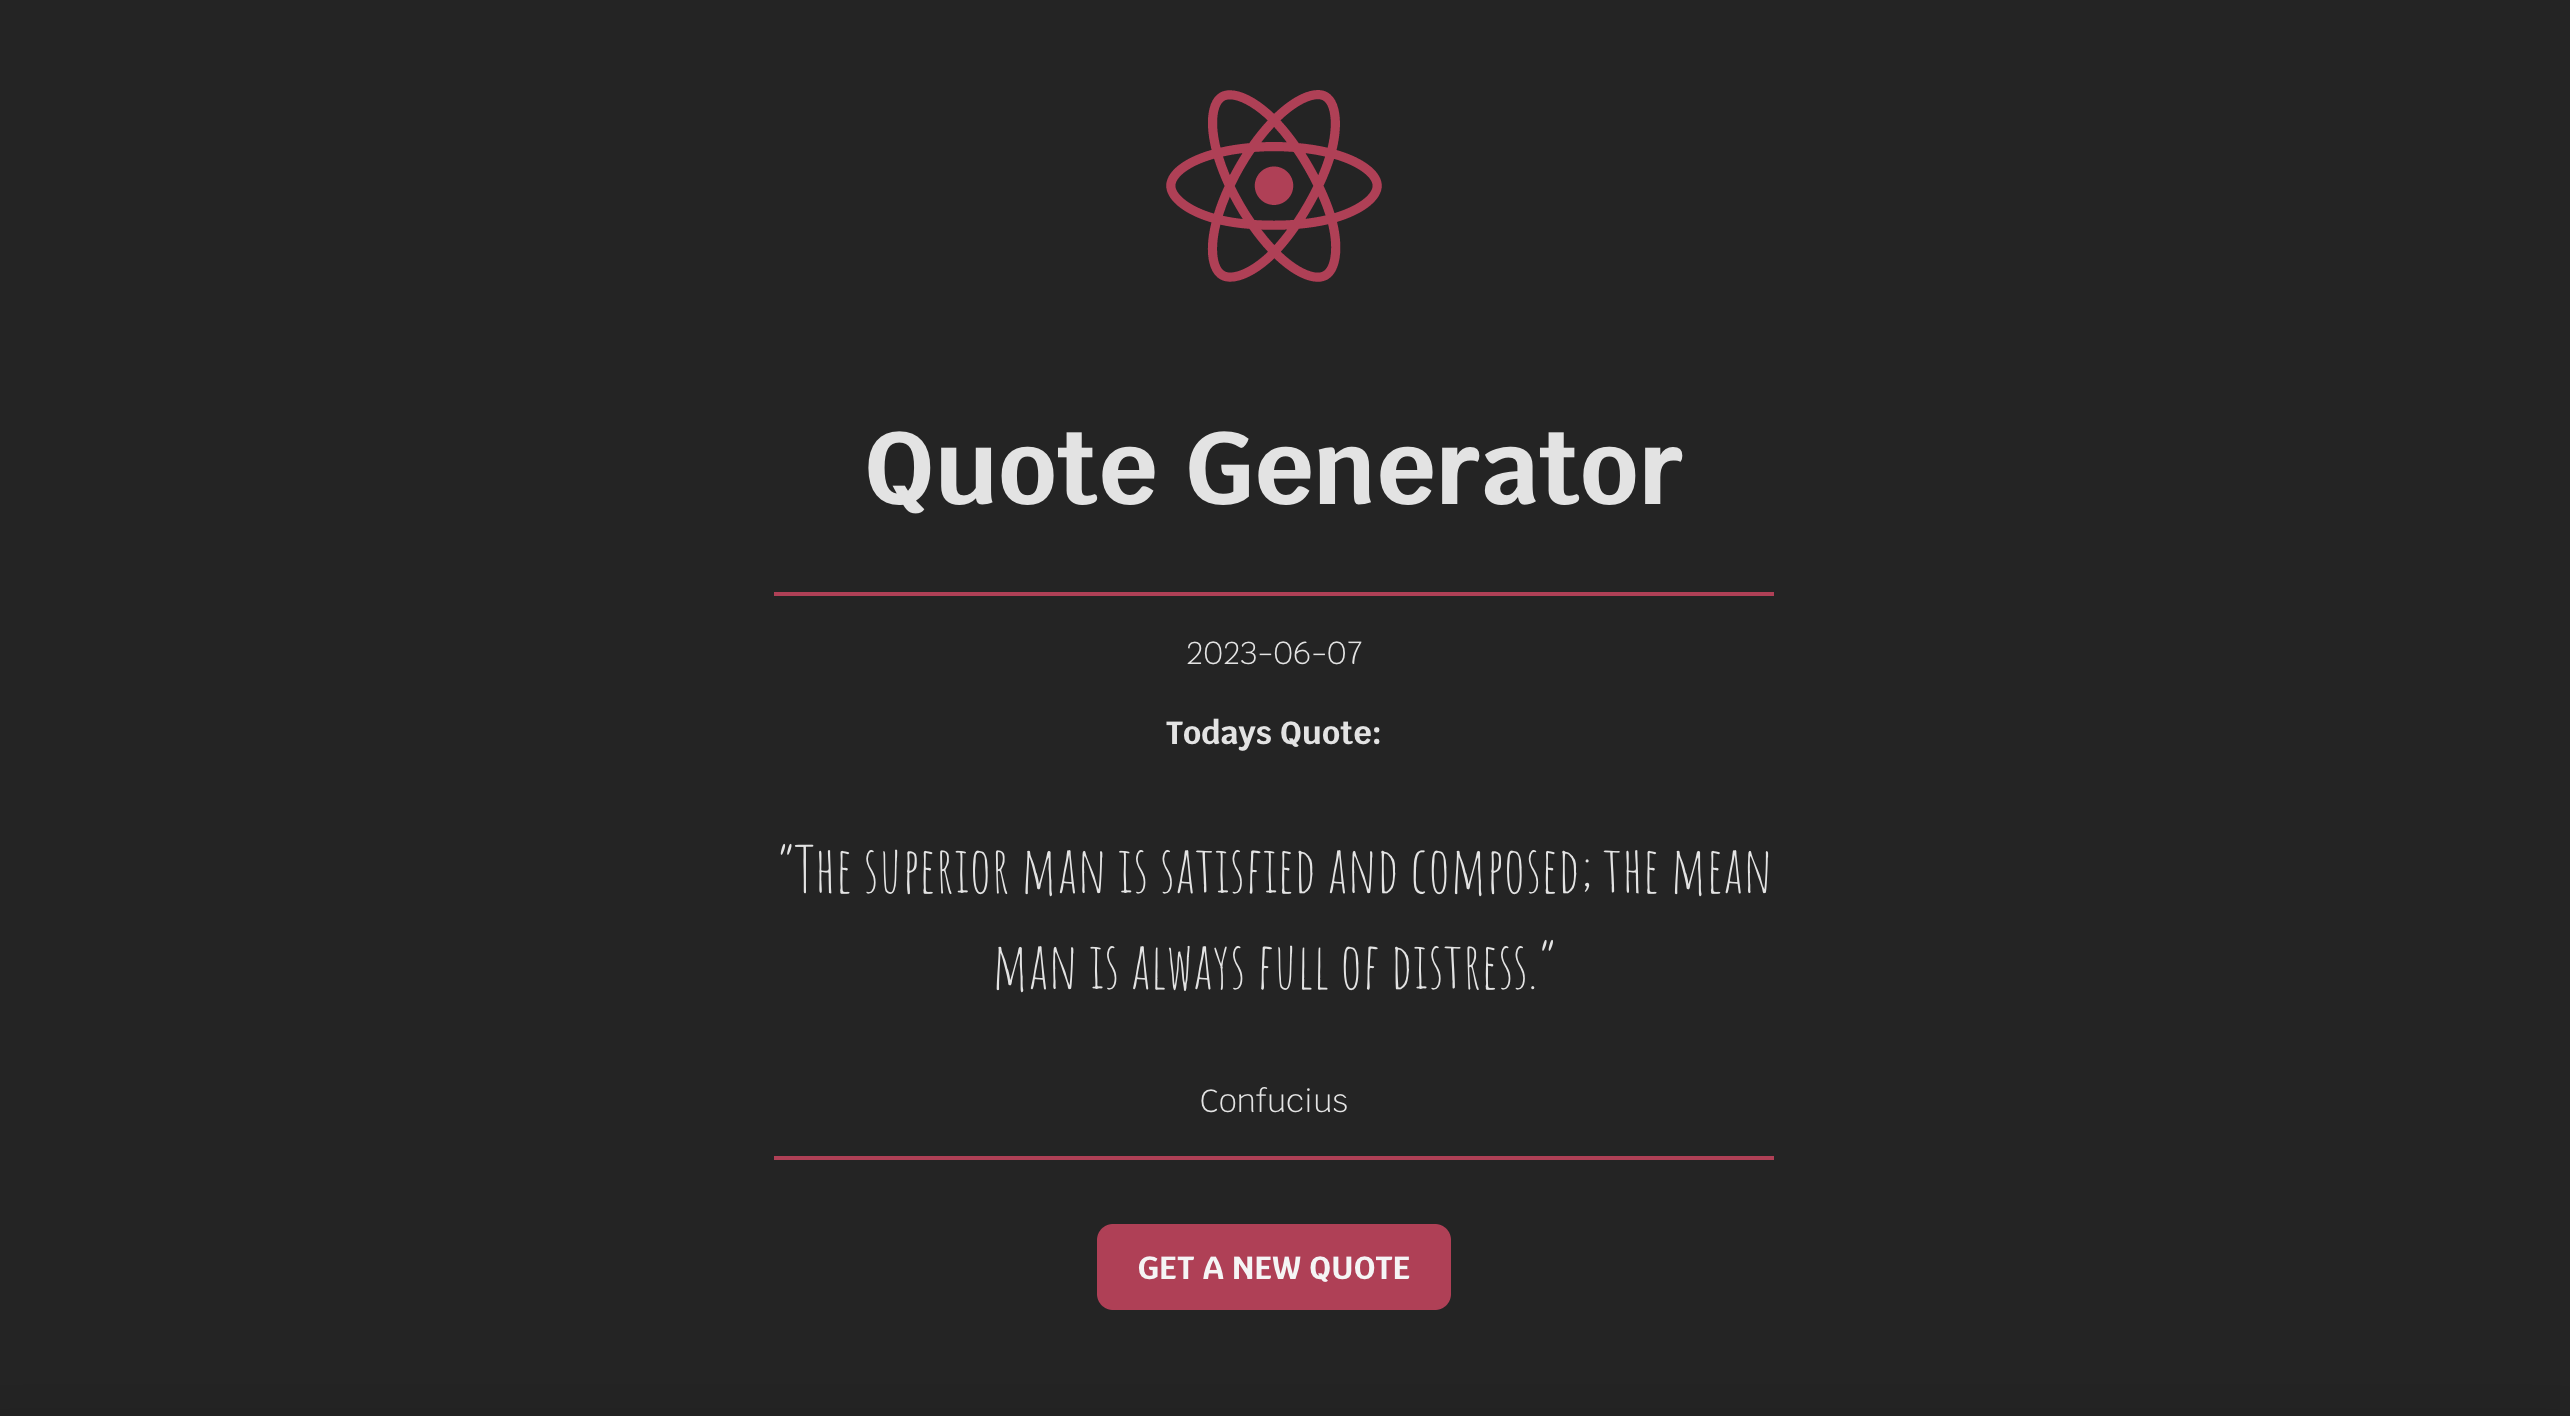 Quote Generator
2023-06-07
Todays Quote:
"The superior man is satisfied and composed; the mean
man is always full of distress."
Confucius
GET A NEW QUOTE